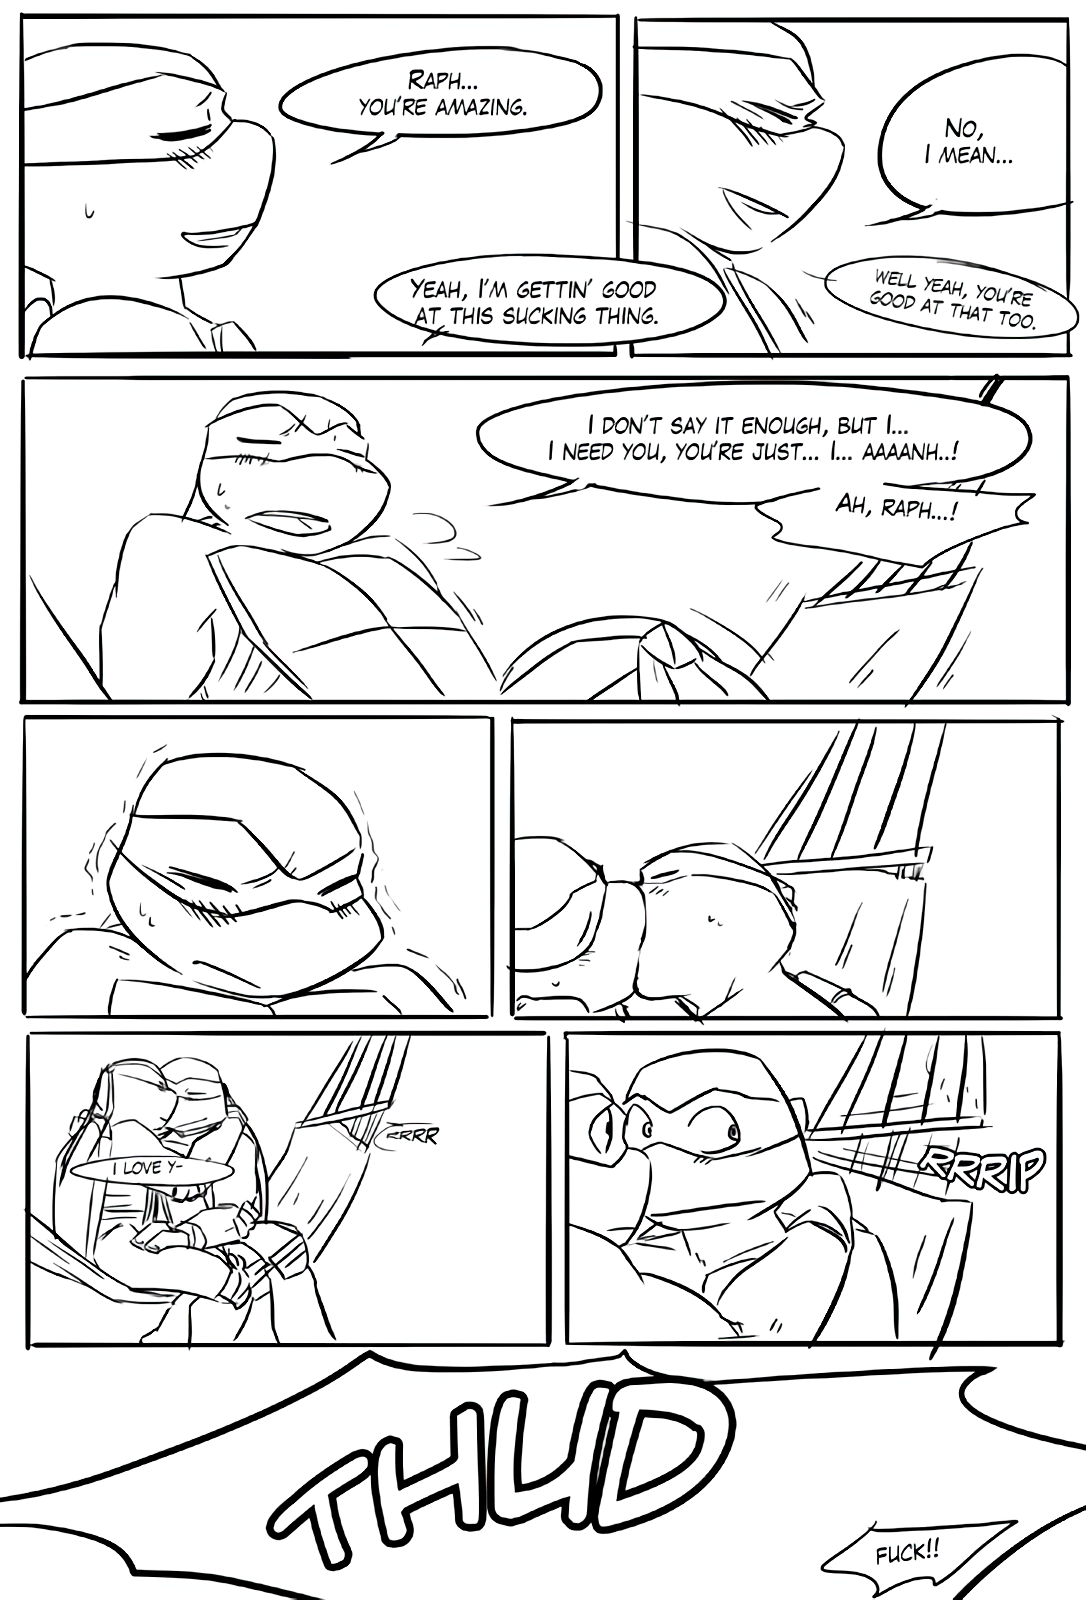 RAPH...
YOU'RE AMAZING.
YEAH, I'M GETTIN' GOOD
AT THIS SUCKING THING.
NO,
I MEAN...
WELL YEAH, YOU'RE
GOOD AT THAT TOO.
I DON'T SAY IT ENOUGH, BUT I...
I NEED YOU, YOU'RE JUST... I... AAAANH..!
AH, RAPH...!
I LOVE Y-
RRRR
RRRIP
THUD
FUCK!!